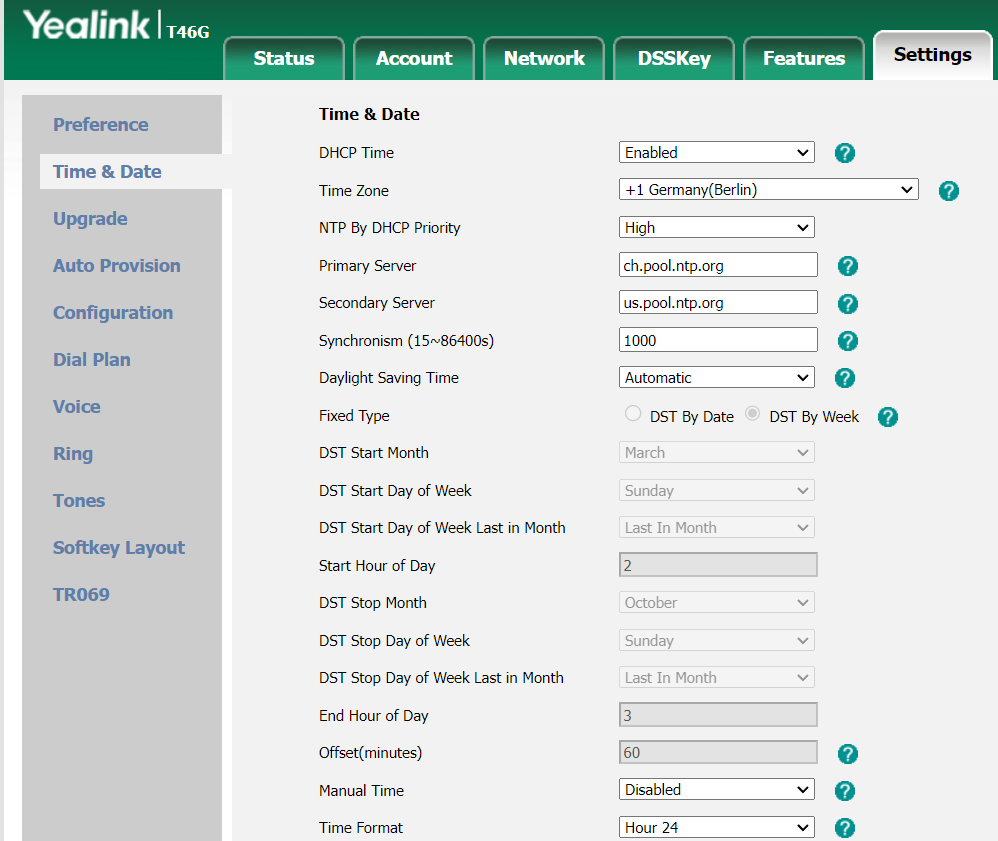 Yealink T46G
Status Account Network DSSKey Features Settings
Preference
Time & Date
Upgrade
Auto Provision
Configuration
Dial Plan
Voice
Ring
Tones
Softkey Layout
TR069
Time & Date
DHCP Time Enabled ?
Time Zone +1 Germany(Berlin) ?
NTP By DHCP Priority High
Primary Server ch.pool.ntp.org ?
Secondary Server us.pool.ntp.org ?
Synchronism (15~86400s) 1000 ?
Daylight Saving Time Automatic ?
Fixed Type DST By Date DST By Week ?
DST Start Month March
DST Start Day of Week Sunday
DST Start Day of Week Last in Month Last In Month
Start Hour of Day 2
DST Stop Month October
DST Stop Day of Week Sunday
DST Stop Day of Week Last in Month Last In Month
End Hour of Day 3
Offset(minutes) 60 ?
Manual Time Disabled ?
Time Format Hour 24 ?